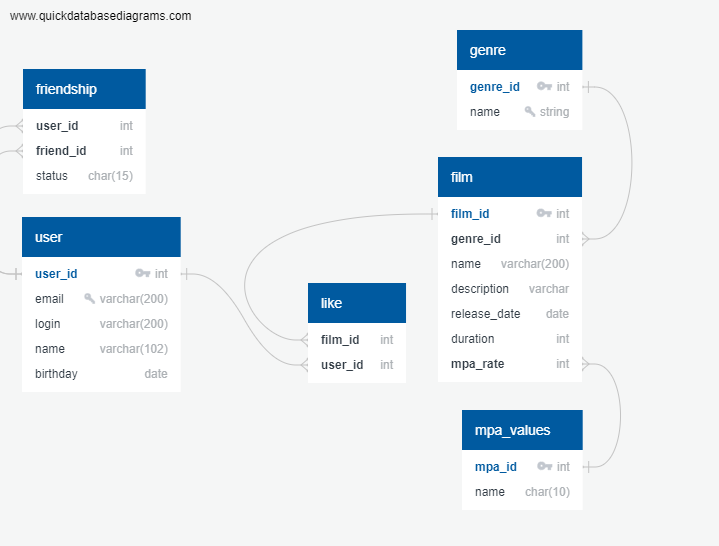 www.quickdatabasediagrams.com
genre
genre_id int
name string
friendship
user_id int
friend_id int
status char(15)
film
film_id int
genre_id int
name varchar(200)
description varchar
release_date date
duration int
mpa_rate int
user
user_id int
email varchar(200)
login varchar(200)
name varchar(102)
birthday date
like
film_id int
user_id int
mpa_values
mpa_id int
name char(10)